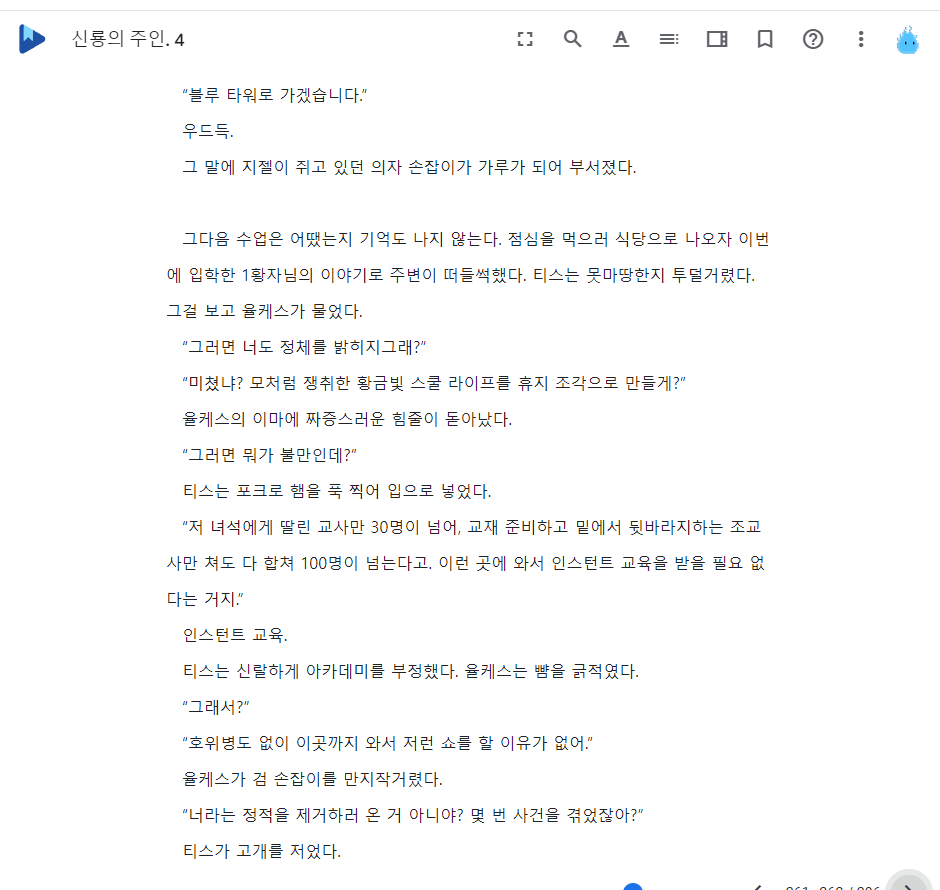 신룡의 주인. 4
“블루 타워로 가겠습니다.”
우드득.
그 말에 지젤이 쥐고 있던 의자 손잡이가 가루가 되어 부서졌다.
그다음 수업은 어땠는지 기억도 나지 않는다. 점심을 먹으러 식당으로 나오자 이번
에 입학한 1황자님의 이야기로 주변이 떠들썩했다. 티스는 못마땅한지 투덜거렸다.
그걸 보고 율케스가 물었다.
“그러면 너도 정체를 밝히지그래?”
“미쳤냐? 모처럼 쟁취한 황금빛 스쿨 라이프를 휴지 조각으로 만들게?”
율케스의 이마에 짜증스러운 힘줄이 돋아났다.
“그러면 뭐가 불만인데?”
티스는 포크로 햄을 푹 찍어 입으로 넣었다.
“저 녀석에게 딸린 교사만 30명이 넘어, 교재 준비하고 밑에서 뒷바라지하는 조교
사만 쳐도 다 합쳐 100명이 넘는다고. 이런 곳에 와서 인스턴트 교육을 받을 필요 없
다는 거지.”
인스턴트 교육.
티스는 신랄하게 아카데미를 부정했다. 율케스는 뺨을 긁적였다.
“그래서?”
“호위병도 없이 이곳까지 와서 저런 쇼를 할 이유가 없어.”
율케스가 검 손잡이를 만지작거렸다.
“너라는 정적을 제거하러 온 거 아니야? 몇 번 사건을 겪었잖아?”
티스가 고개를 저었다.